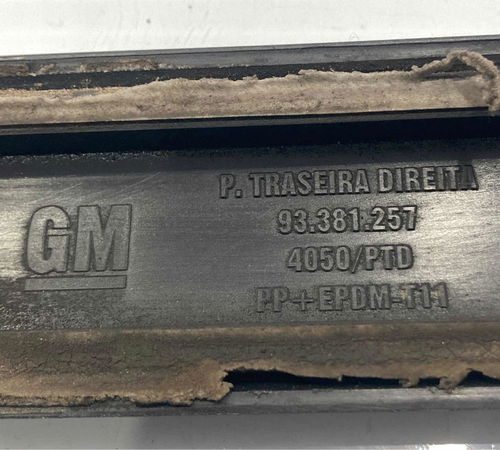 GM
P. TRASEIRA DIREITA
93.381.257
4050/PTD
PP+EPDM-T11